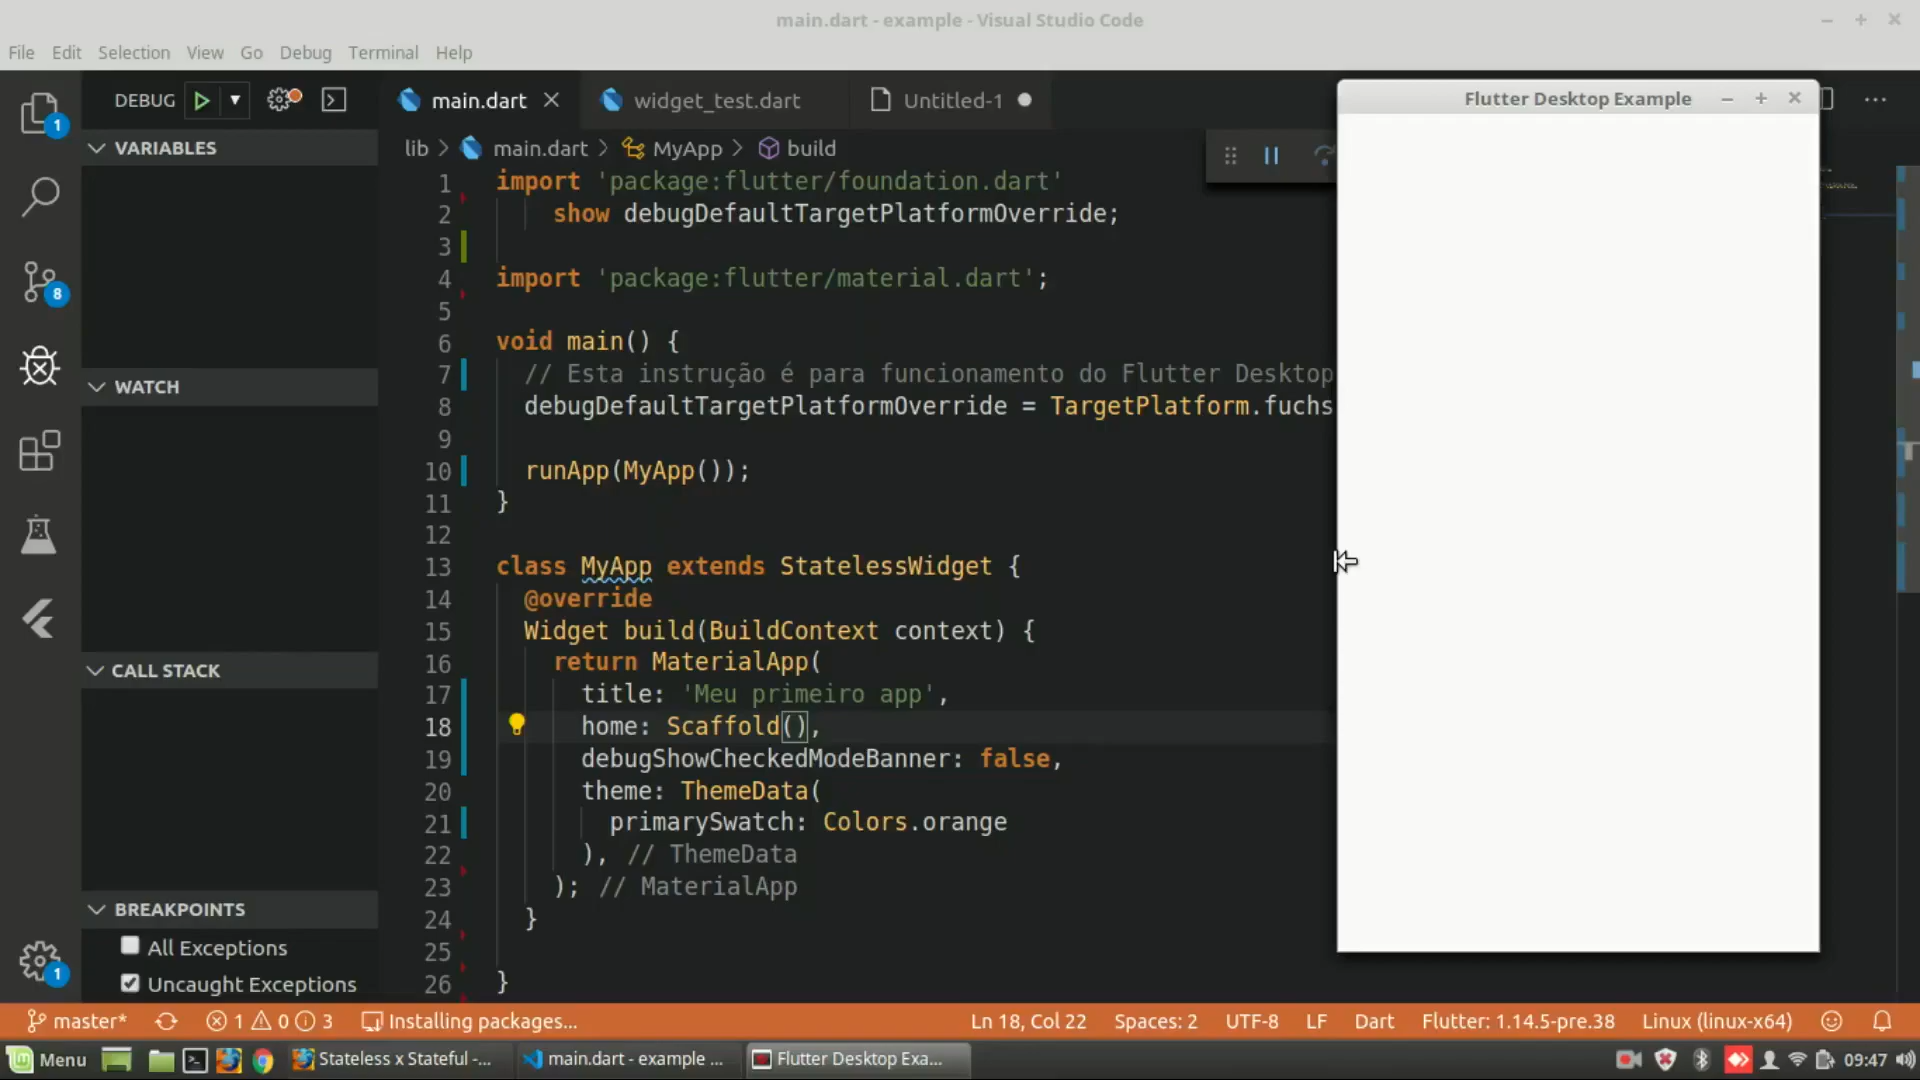 main.dart - example - Visual Studio Code
File Edit Selection View Go Debug Terminal Help
DEBUG
main.dart
widget_test.dart
Untitled-1
Flutter Desktop Example
VARIABLES
WATCH
CALL STACK
BREAKPOINTS
All Exceptions
Uncaught Exceptions
1
8
1
lib > main.dart > MyApp > build
1 import 'package:flutter/foundation.dart'
2 show debugDefaultTargetPlatformOverride;
3
4 import 'package:flutter/material.dart';
5
6 void main() {
7 // Esta instrução é para funcionamento do Flutter Desktop
8 debugDefaultTargetPlatformOverride = TargetPlatform.fuchs
9
10 runApp(MyApp());
11 }
12
13 class MyApp extends StatelessWidget {
14 @override
15 Widget build(BuildContext context) {
16 return MaterialApp(
17 title: 'Meu primeiro app',
18 home: Scaffold(),
19 debugShowCheckedModeBanner: false,
20 theme: ThemeData(
21 primarySwatch: Colors.orange
22 ), // ThemeData
23 ); // MaterialApp
24 }
25
26 }
master* 1 0 3 Installing packages... Ln 18, Col 22 Spaces: 2 UTF-8 LF Dart Flutter: 1.14.5-pre.38 Linux (linux-x64)
Menu Stateless x Stateful -... main.dart - example ... Flutter Desktop Exa... 09:47